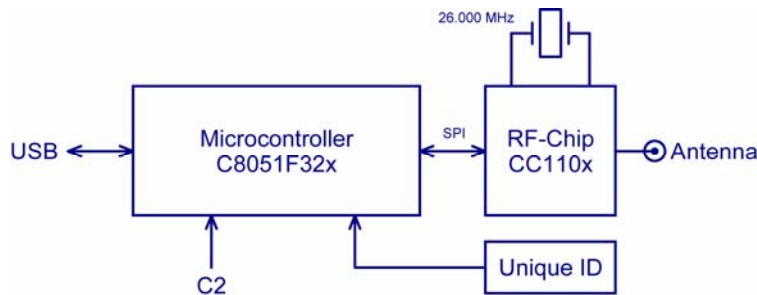 26.000 MHz
Microcontroller
C8051F32x
USB
SPI
RF-Chip
CC110x
Antenna
C2
Unique ID